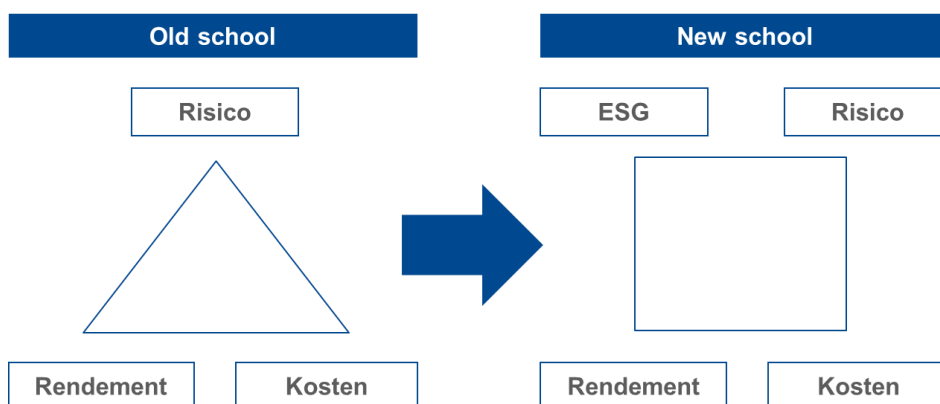 Old school
New school
Risico
ESG
Risico
Rendement
Kosten
Rendement
Kosten